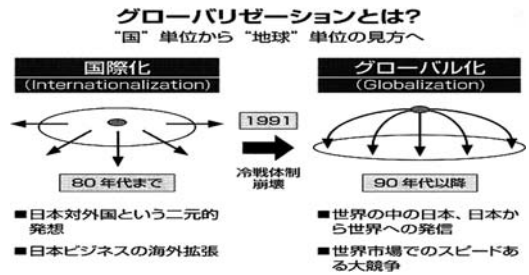 グローバリゼーションとは?
“国”単位から“地球”単位の見方へ
国際化
(Internationalization)
80年代まで
■日本対外国という二元的
発想
■日本ビジネスの海外拡張
1991
冷戦体制
崩壊
グローバル化
(Globalization)
90年代以降
■世界の中の日本、日本か
ら世界への発信
■世界市場でのスピードあ
る大競争